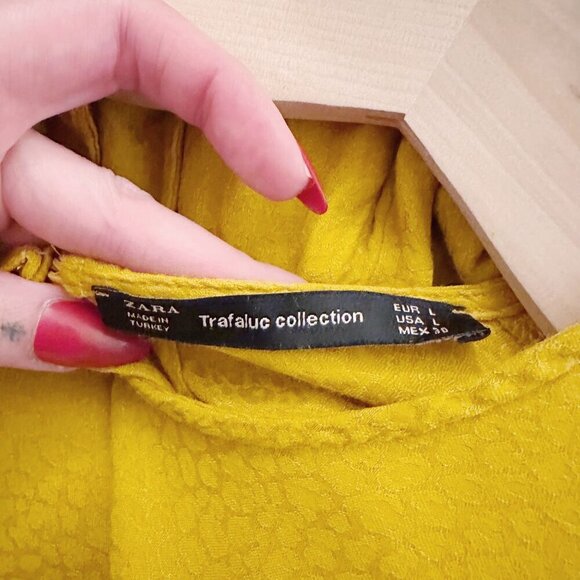 ZARA
MADE IN
TURKEY
Trafaluc collection
EUR L
USA L
MEX 30